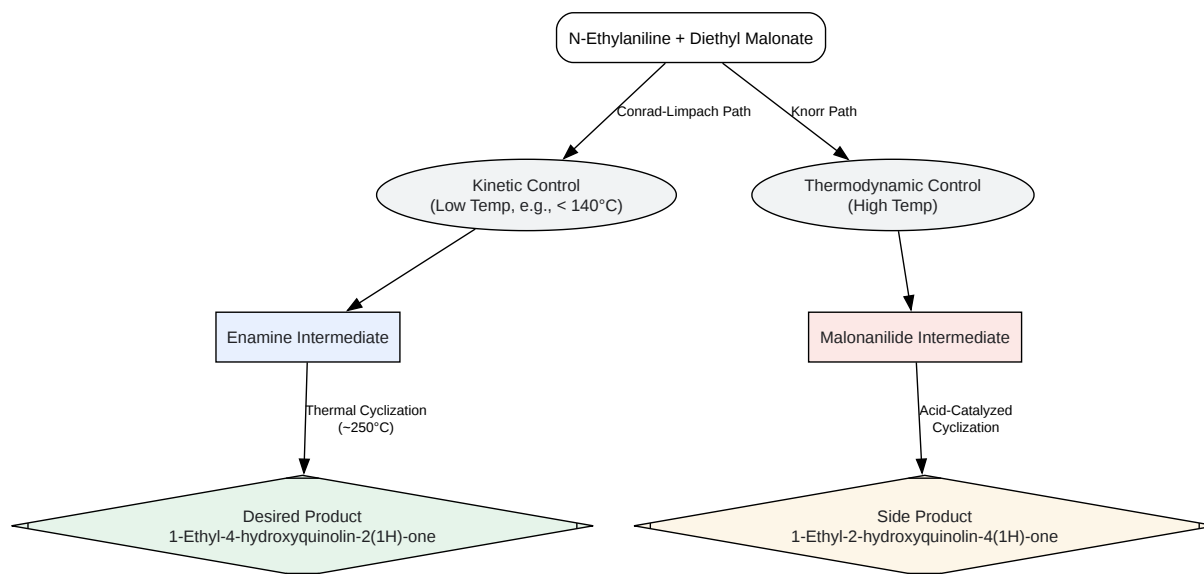 N-Ethylaniline + Diethyl Malonate
Conrad-Limpach Path
Knorr Path
Kinetic Control
(Low Temp, e.g., < 140°C)
Thermodynamic Control
(High Temp)
Enamine Intermediate
Malonanilide Intermediate
Thermal Cyclization
(~250°C)
Acid-Catalyzed
Cyclization
Desired Product
1-Ethyl-4-hydroxyquinolin-2(1H)-one
Side Product
1-Ethyl-2-hydroxyquinolin-4(1H)-one